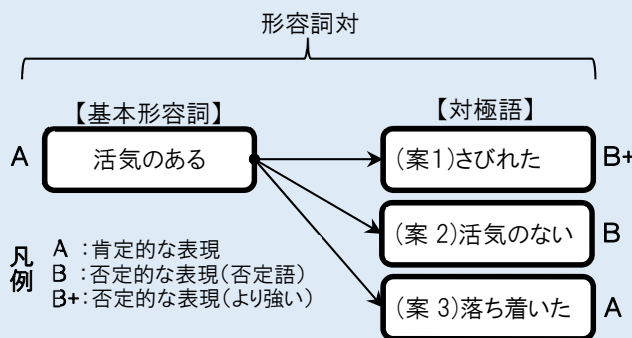 形容詞対
【基本形容詞】 【対極語】
A 活気のある (案1)さびれた B+
(案 2)活気のない B
(案 3)落ち着いた A
凡例
A :肯定的な表現
B :否定的な表現(否定語)
B+:否定的な表現(より強い)